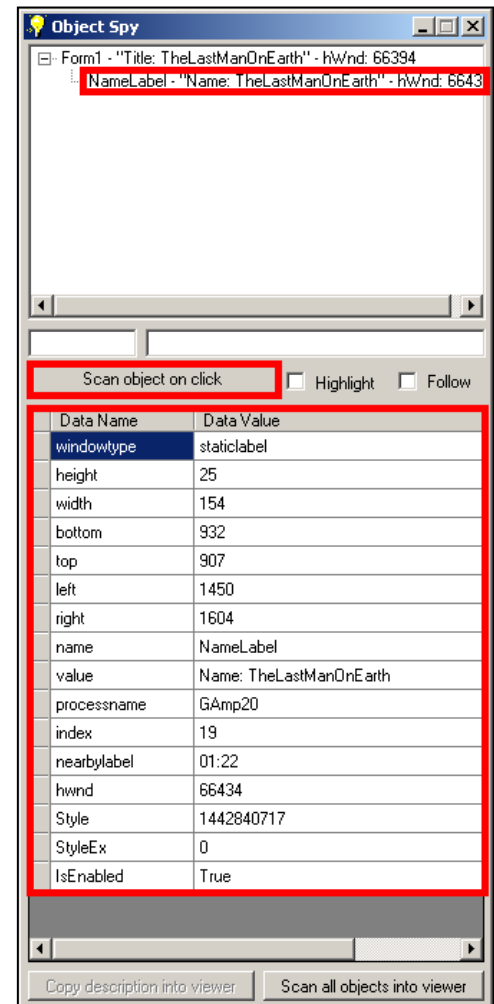 Object Spy
Form1 - "Title: TheLastManOnEarth" - hWnd: 66394
NameLabel - "Name: TheLastManOnEarth" - hWnd: 6643
Scan object on click Highlight Follow
Data Name Data Value
windowtype staticlabel
height 25
width 154
bottom 932
top 907
left 1450
right 1604
name NameLabel
value Name: TheLastManOnEarth
processname GAmp20
index 19
nearbylabel 01:22
hwnd 66434
Style 1442840717
StyleEx 0
IsEnabled True
Copy description into viewer Scan all objects into viewer